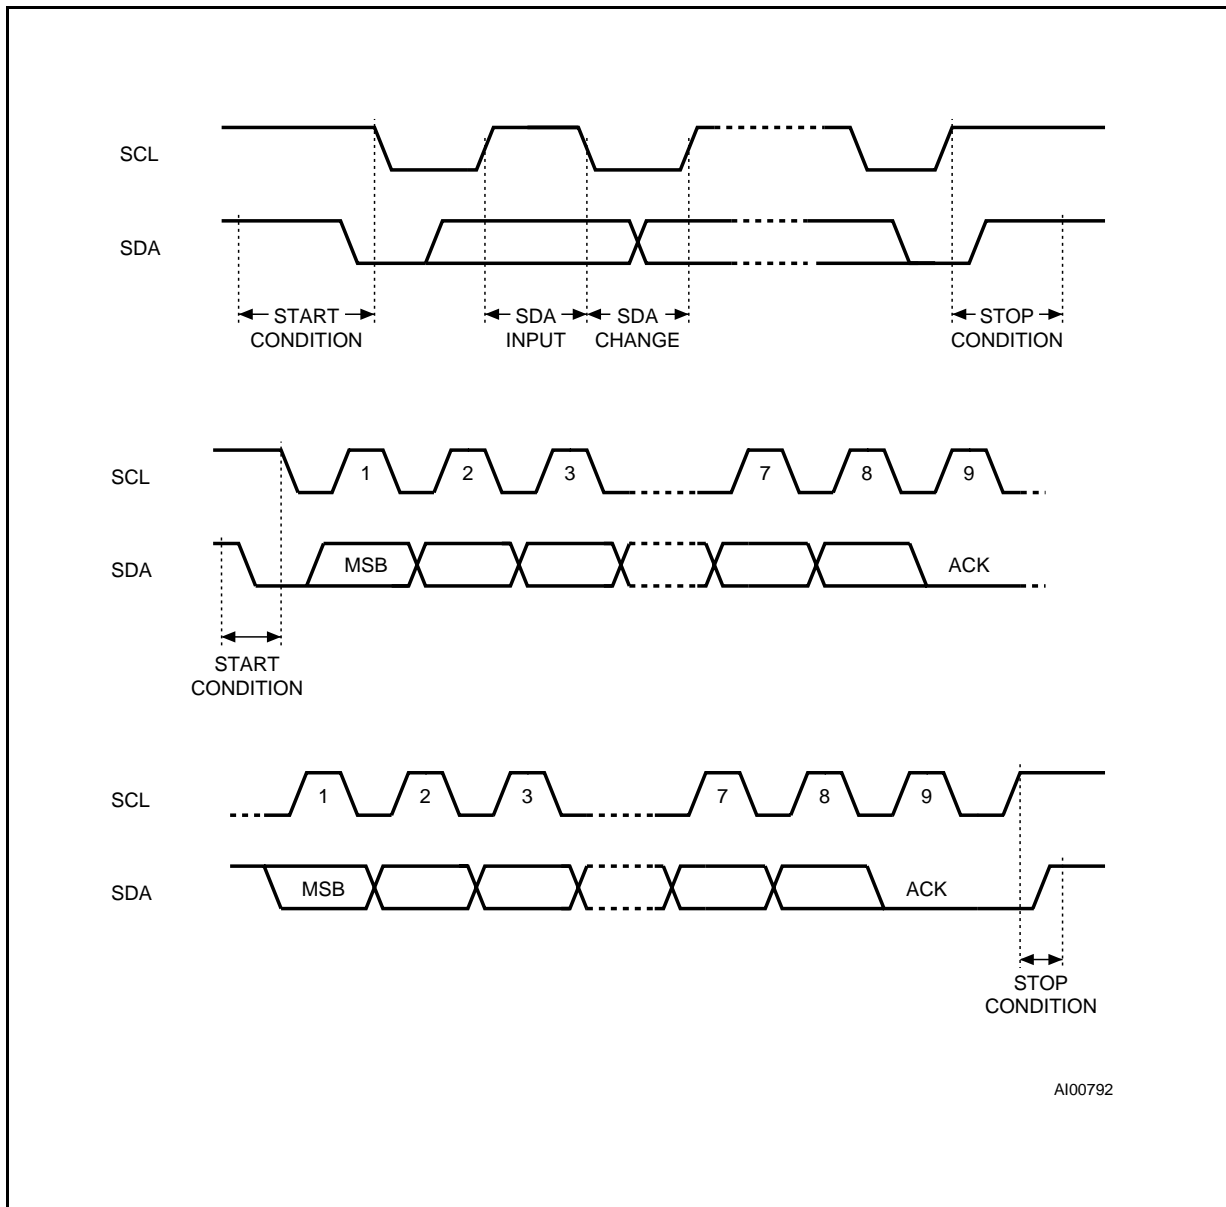 SCL
SDA
START
CONDITION
SDA
INPUT
SDA
CHANGE
STOP
CONDITION
SCL
1 2 3 7 8 9
SDA
MSB ACK
START
CONDITION
SCL
1 2 3 7 8 9
SDA
MSB ACK
STOP
CONDITION
AI00792